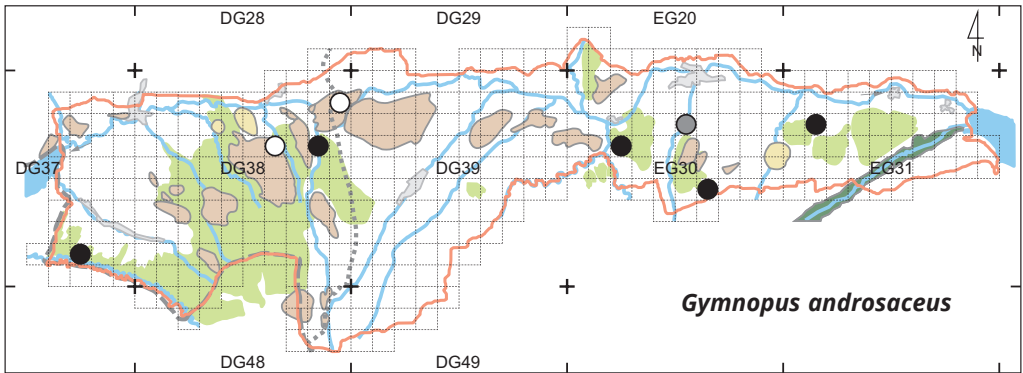 DG28 DG29 EG20
N
DG37 DG38 DG39 EG30 EG31
Gymnopus androsaceus
DG48 DG49